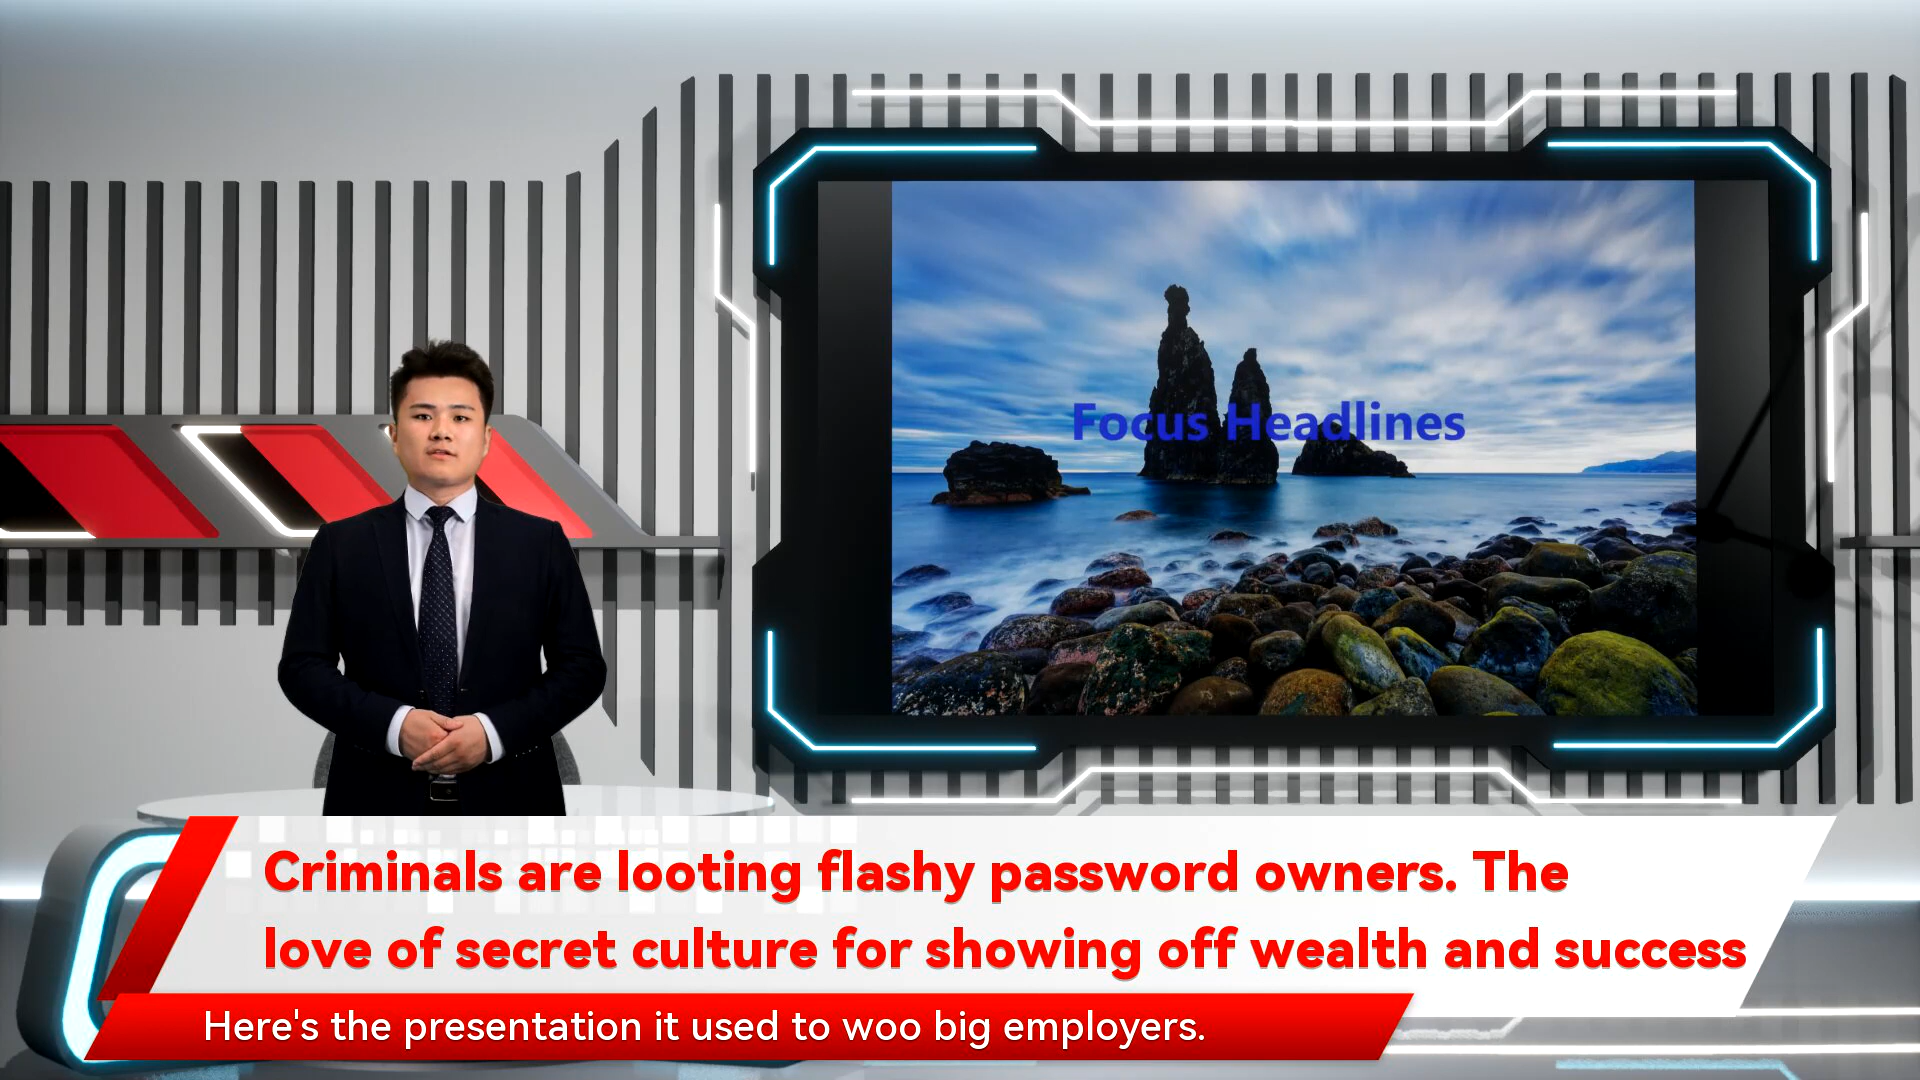 Focus Headlines
Criminals are looting flashy password owners. The
love of secret culture for showing off wealth and success
Here's the presentation it used to woo big employers.